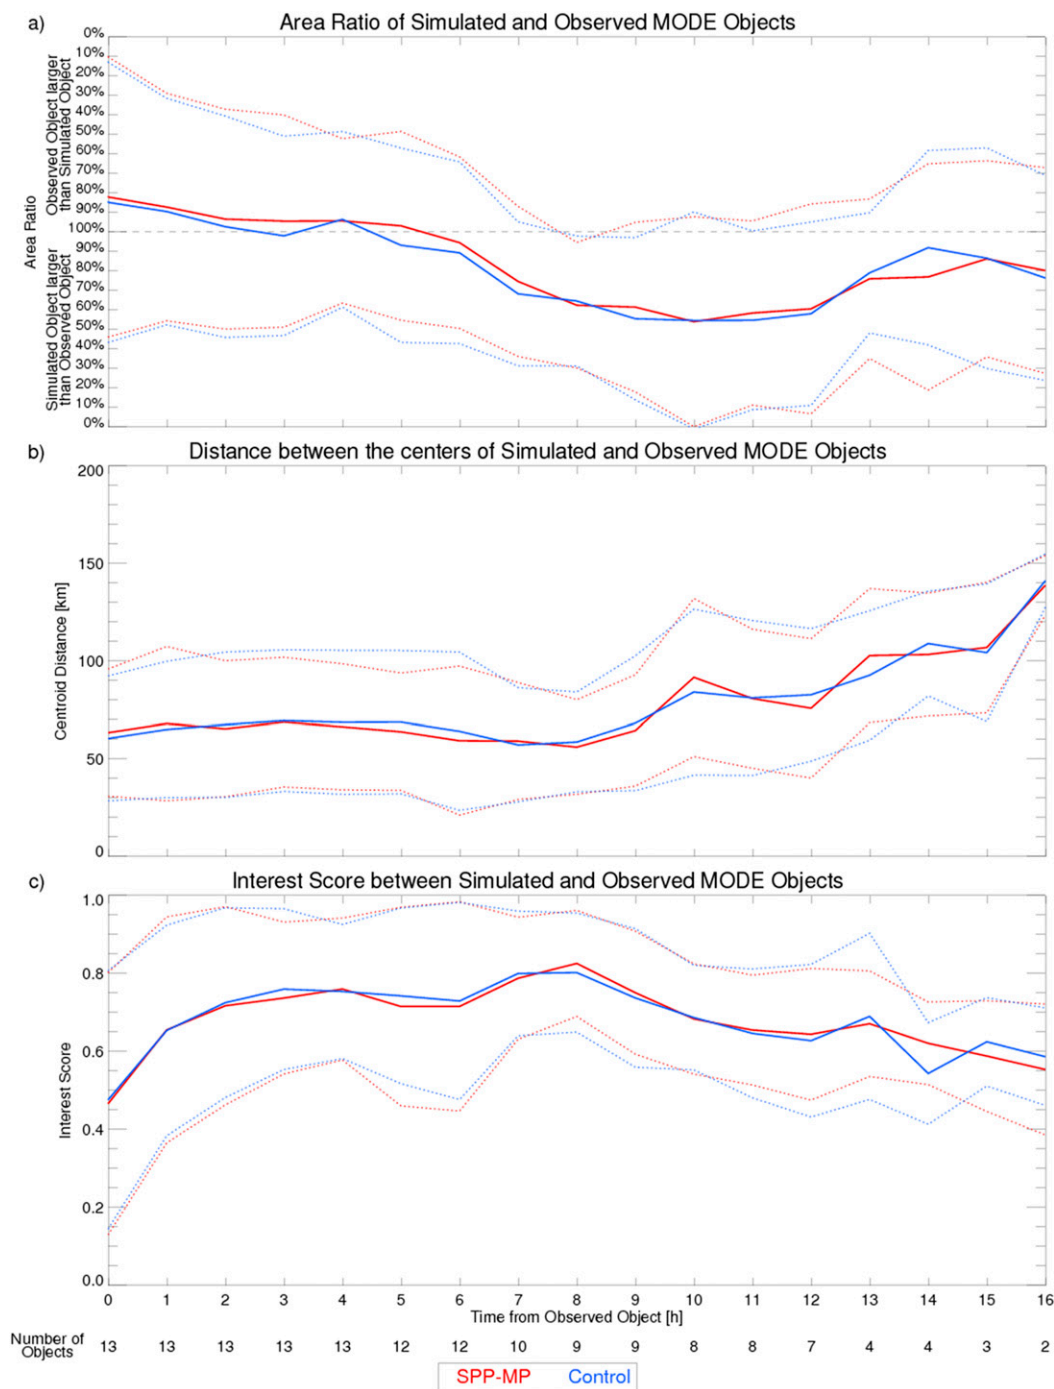 a)
Area Ratio of Simulated and Observed MODE Objects
Area Ratio
Observed Object larger
than Simulated Object
Simulated Object larger
than Observed Object
0%
10%
20%
30%
40%
50%
60%
70%
80%
90%
100%
90%
80%
70%
60%
50%
40%
30%
20%
10%
0%
b)
Distance between the centers of Simulated and Observed MODE Objects
Centroid Distance [km]
200
150
100
50
0
c)
Interest Score between Simulated and Observed MODE Objects
Interest Score
1.0
0.8
0.6
0.4
0.2
0.0
0 1 2 3 4 5 6 7 8 9 10 11 12 13 14 15 16
Time from Observed Object [h]
Number of
Objects
13 13 13 13 13 12 12 10 9 9 8 8 7 4 4 3 2
SPP-MP Control